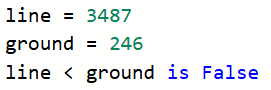 line = 3487
ground = 246
line < ground is False